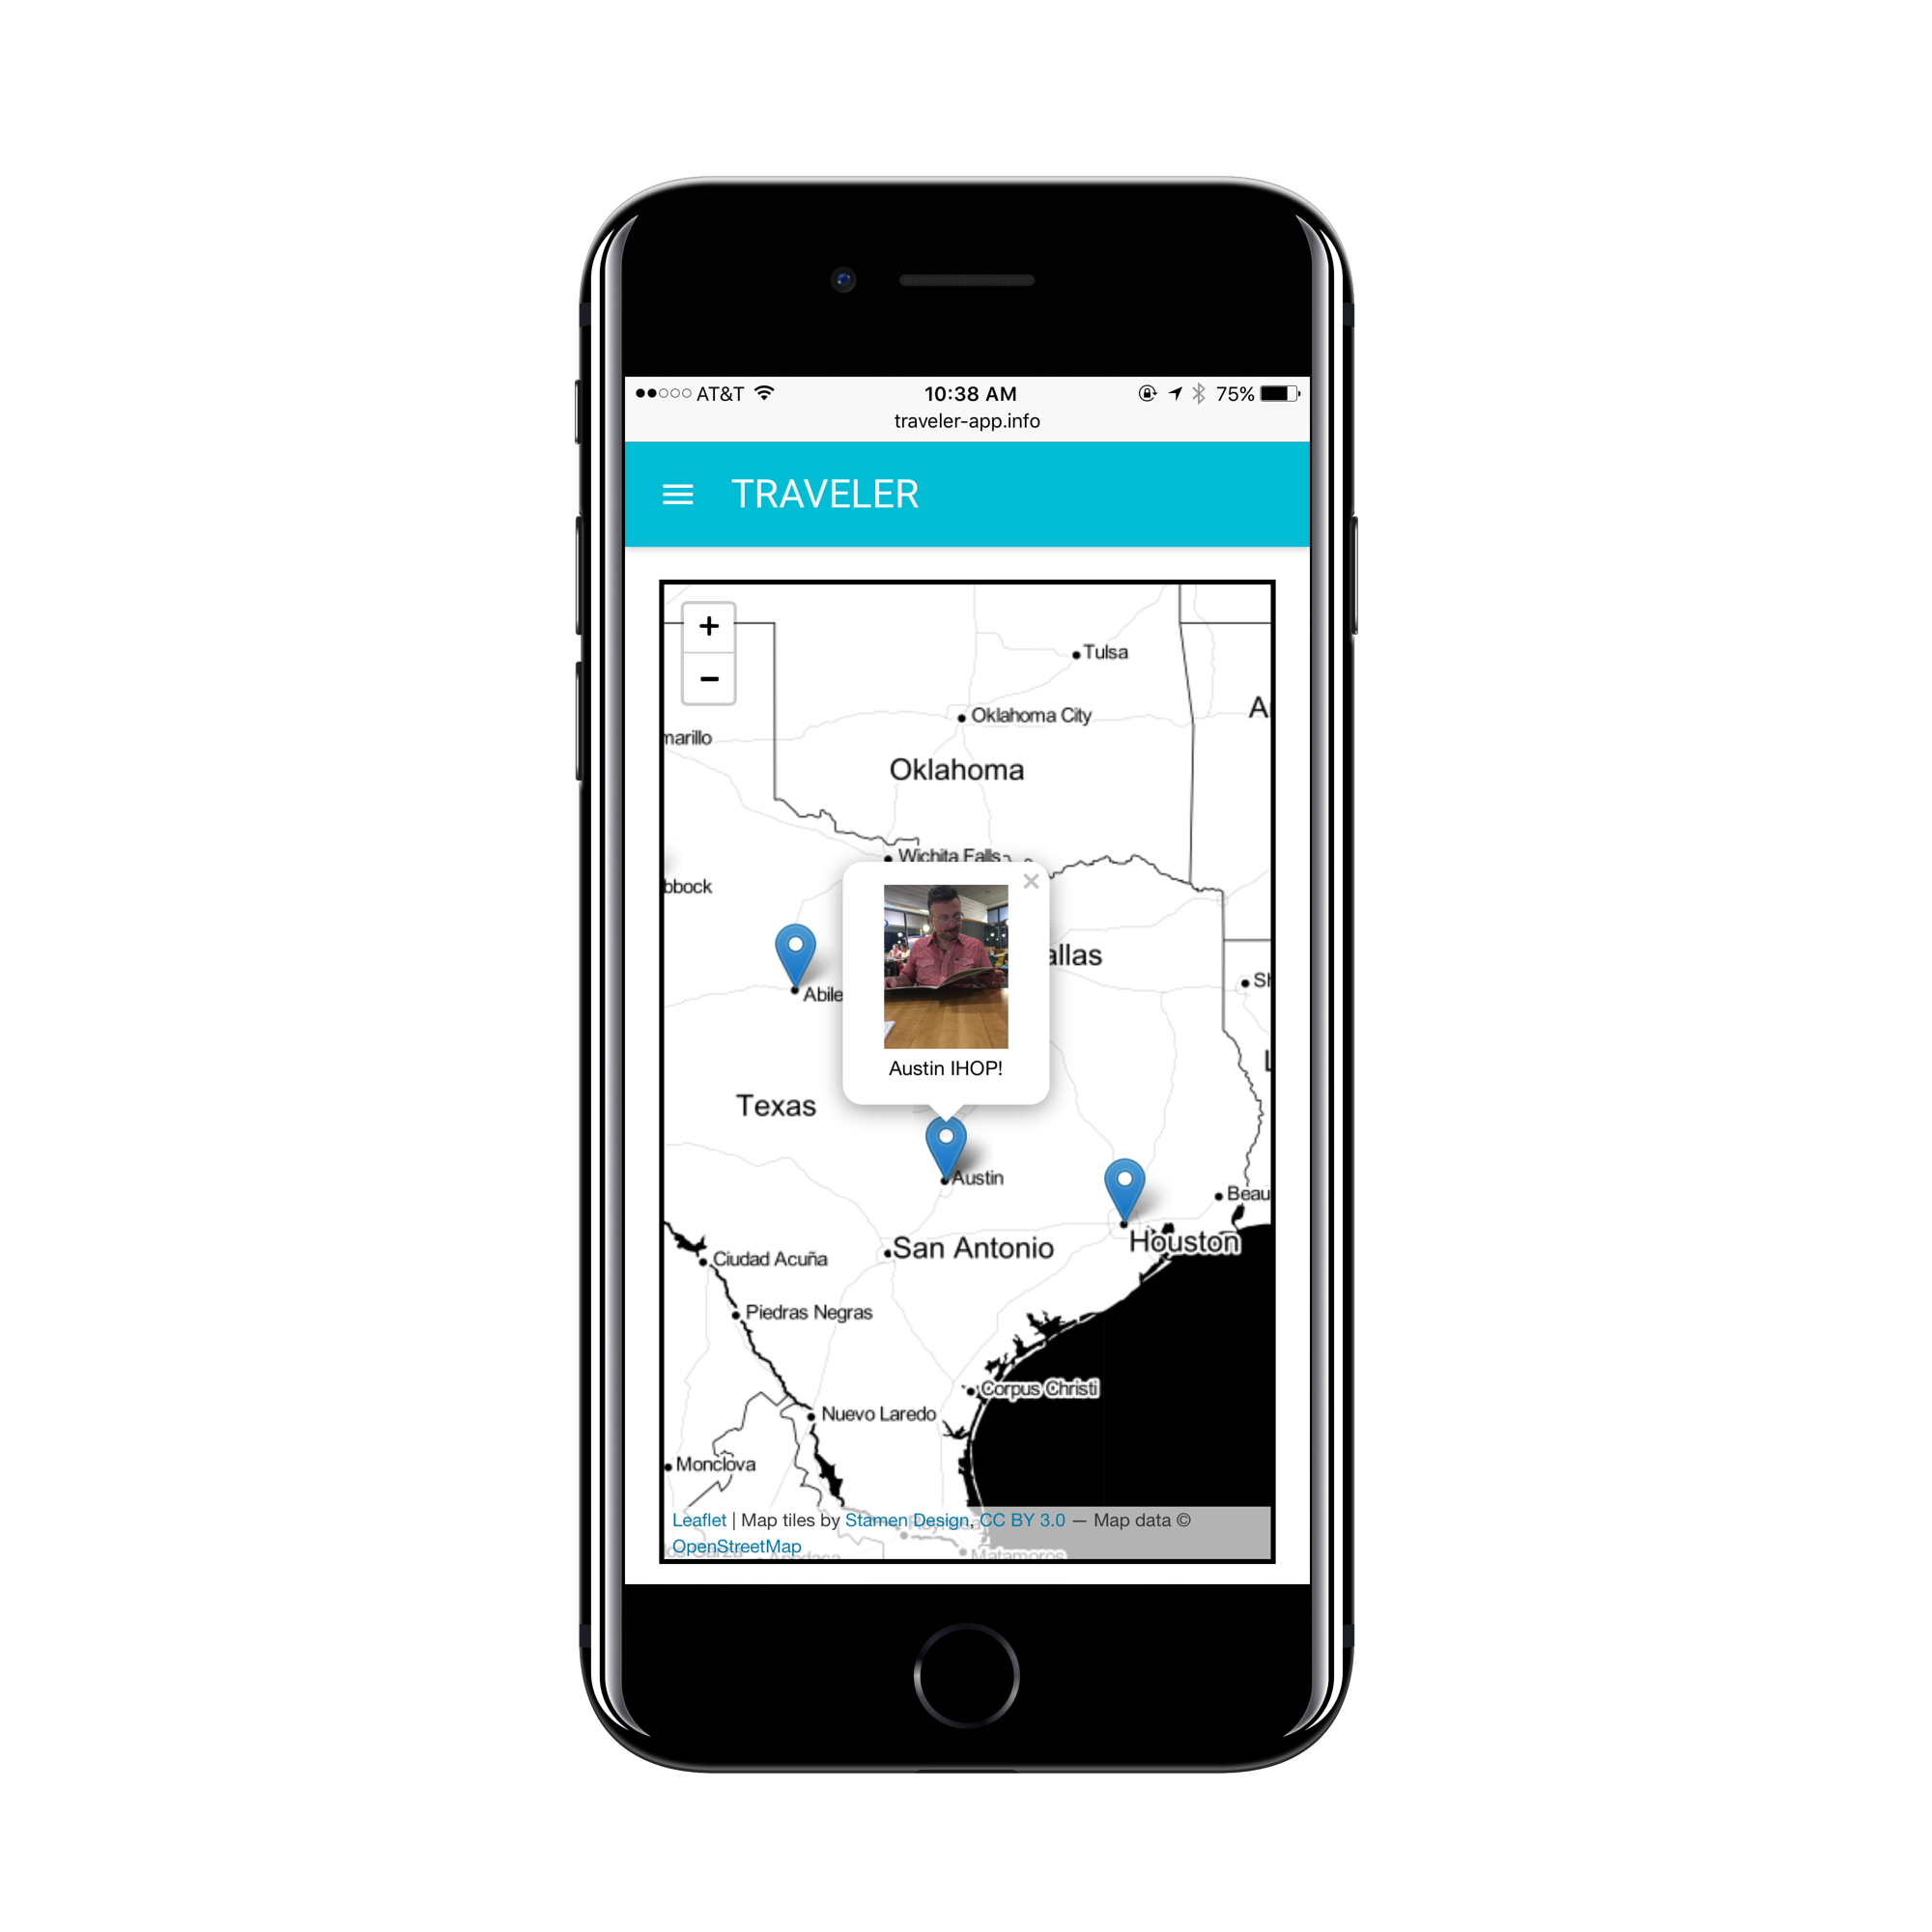 AT&T 10:38 AM 75%
traveler-app.info
TRAVELER
+
−
Tulsa
Oklahoma City
A
marillo
Oklahoma
Wichita Falls
bbock
allas
Abile
Sh
L
Austin IHOP!
Texas
Austin
Beau
Houston
San Antonio
Ciudad Acuña
Piedras Negras
Corpus Christi
Nuevo Laredo
Monclova
Leaflet | Map tiles by Stamen Design, CC BY 3.0 — Map data ©
OpenStreetMap
Matamoros